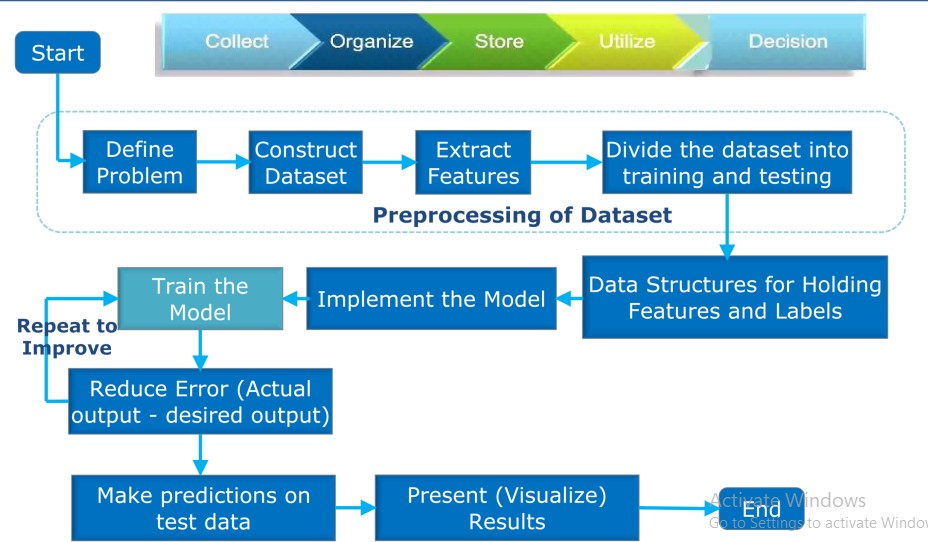 Collect
Organize
Store
Utilize
Decision
Start
Define
Problem
Construct
Dataset
Extract
Features
Divide the dataset into
training and testing
Preprocessing of Dataset
Data Structures for Holding
Features and Labels
Implement the Model
Train the
Model
Repeat to
Improve
Reduce Error (Actual
output - desired output)
Make predictions on
test data
Present (Visualize)
Results
End
Activate Windows
Go to Settings to activate Window